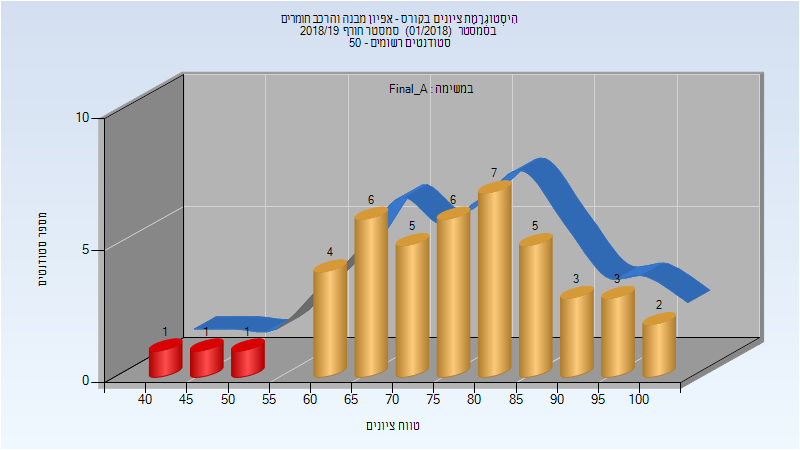 היסטוגרמת ציונים בקורס - אפיון מבנה והרכב חומרים
בסמסטר (01/2018) סמסטר חורף 2018/19
סטודנטים רשומים - 50
במשימה : Final_A
מספר סטודנטים
10
5
0
1
1
1
4
6
5
6
7
5
3
3
2
40 45 50 55 60 65 70 75 80 85 90 95 100
טווח ציונים